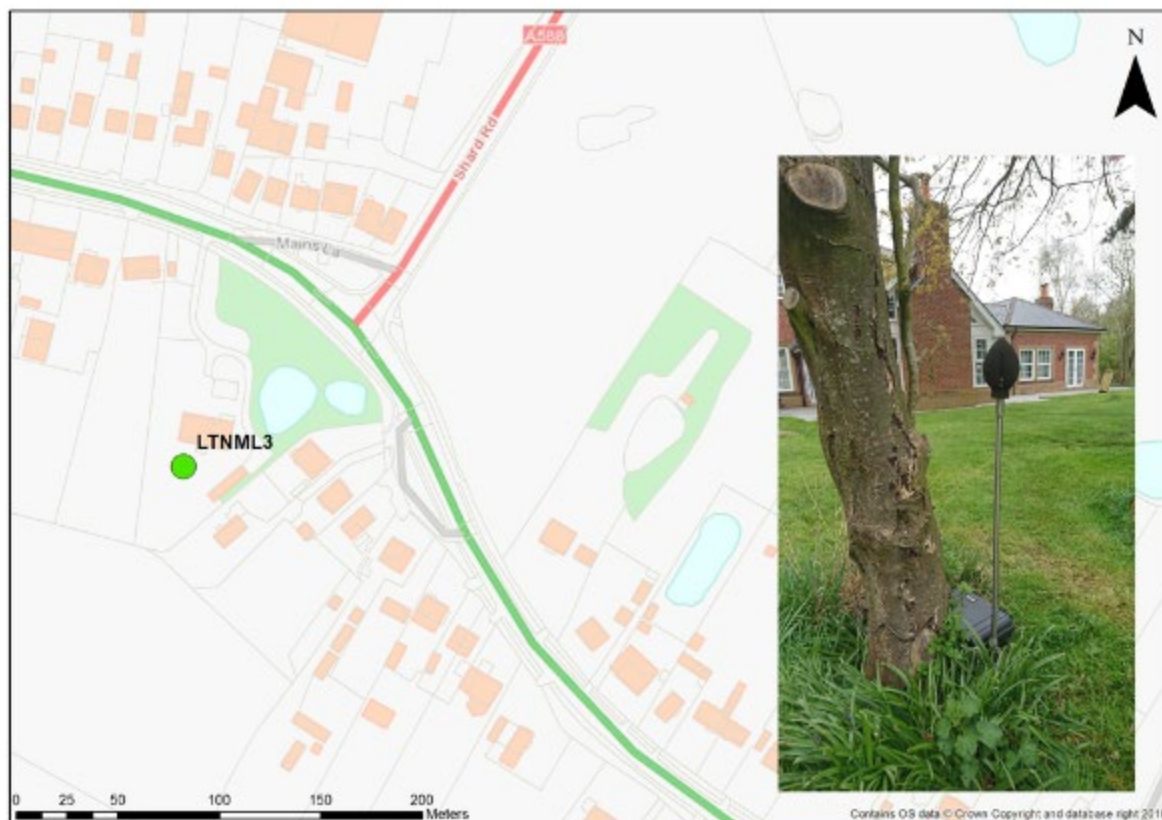 A588
N
Shard Rd
Mains La
LTNML3
0 25 50 100 150 200
Meters
Contains OS data © Crown Copyright and database right